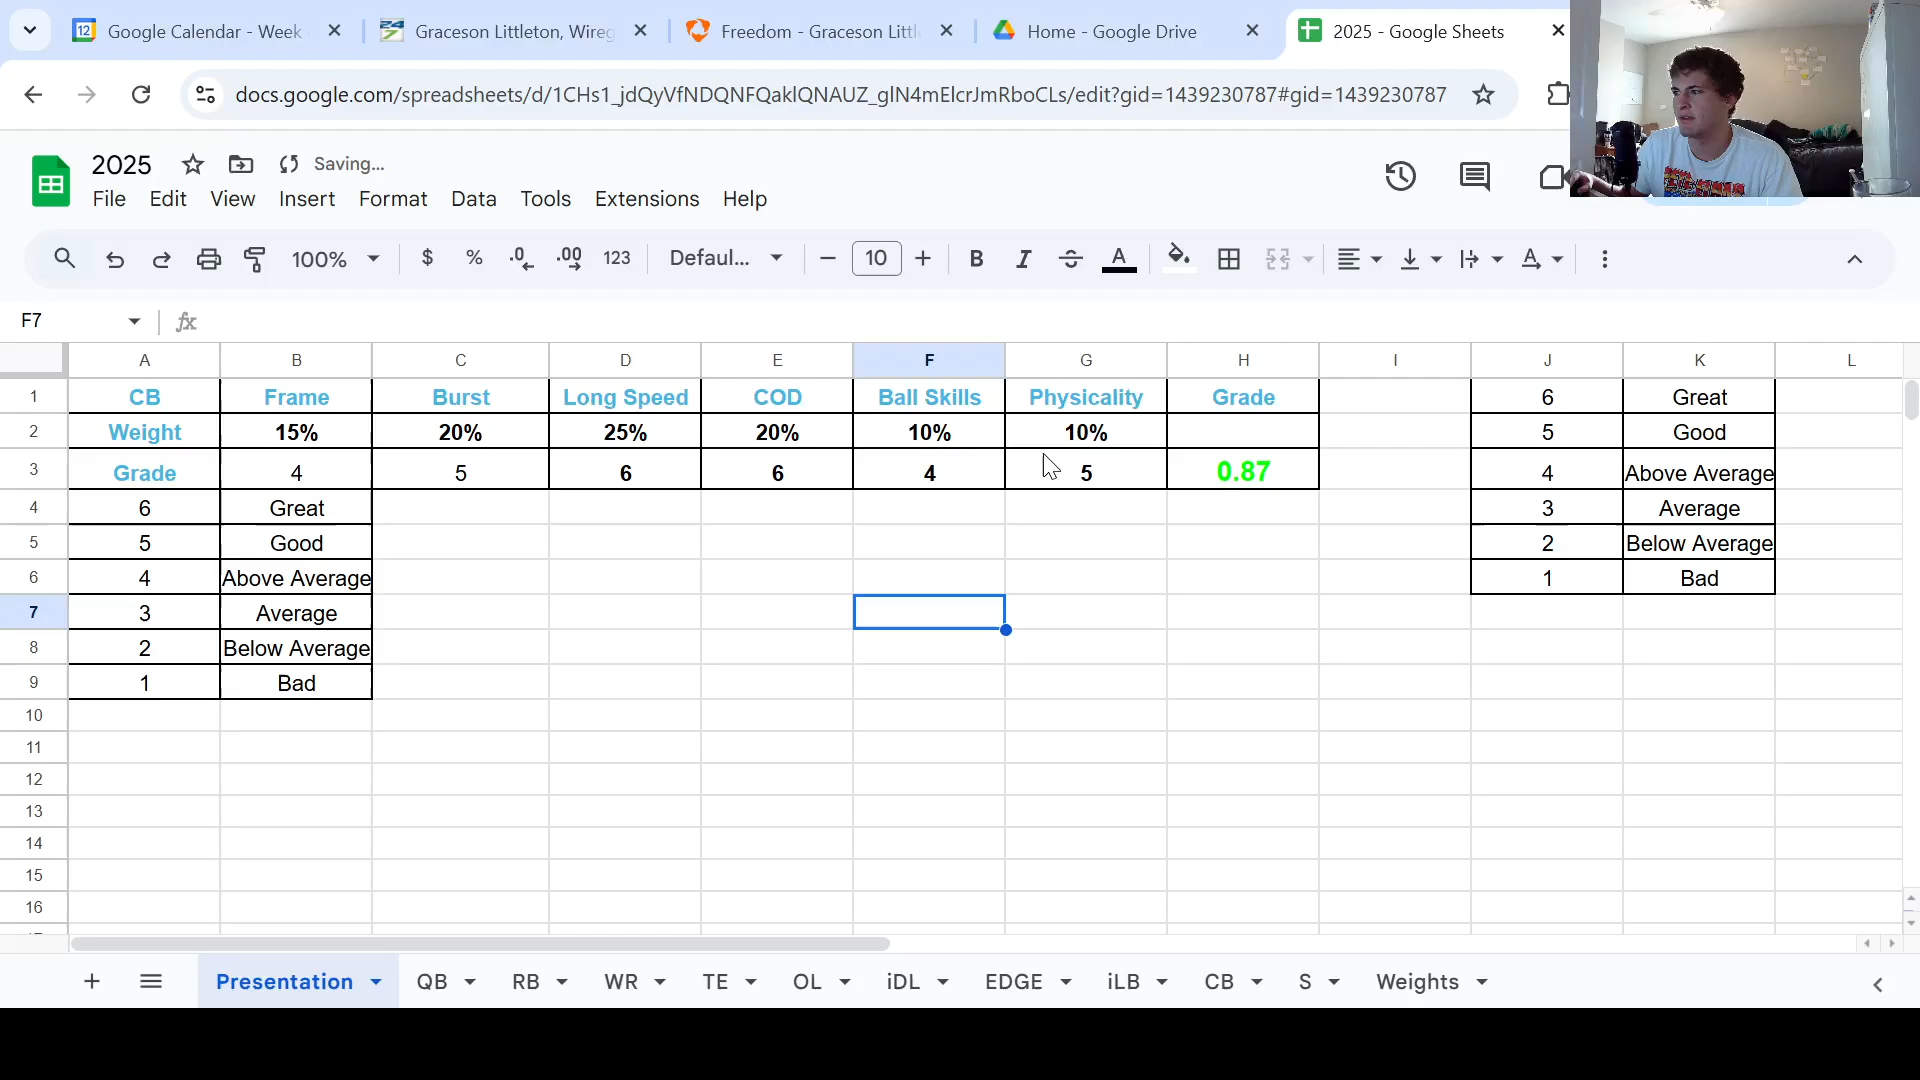 12 Google Calendar - Week
Graceson Littleton, Wireg
Freedom - Graceson Littl
Home - Google Drive
2025 - Google Sheets
docs.google.com/spreadsheets/d/1CHs1_jdQyVfNDQNFQaklQNAUZ_glN4mElcrJmRboCLs/edit?gid=1439230787#gid=1439230787
2025 Saving...
File Edit View Insert Format Data Tools Extensions Help
100% $ % .0 .00 123 Defaul... − 10 + B I A A
F7 fx
A B C D E F G H I J K L
1 CB Frame Burst Long Speed COD Ball Skills Physicality Grade 6 Great
2 Weight 15% 20% 25% 20% 10% 10% 5 Good
3 Grade 4 5 6 6 4 5 0.87 4 Above Average
4 6 Great 3 Average
5 5 Good 2 Below Average
6 4 Above Average 1 Bad
7 3 Average
8 2 Below Average
9 1 Bad
10
11
12
13
14
15
16
+ Presentation QB RB WR TE OL iDL EDGE iLB CB S Weights